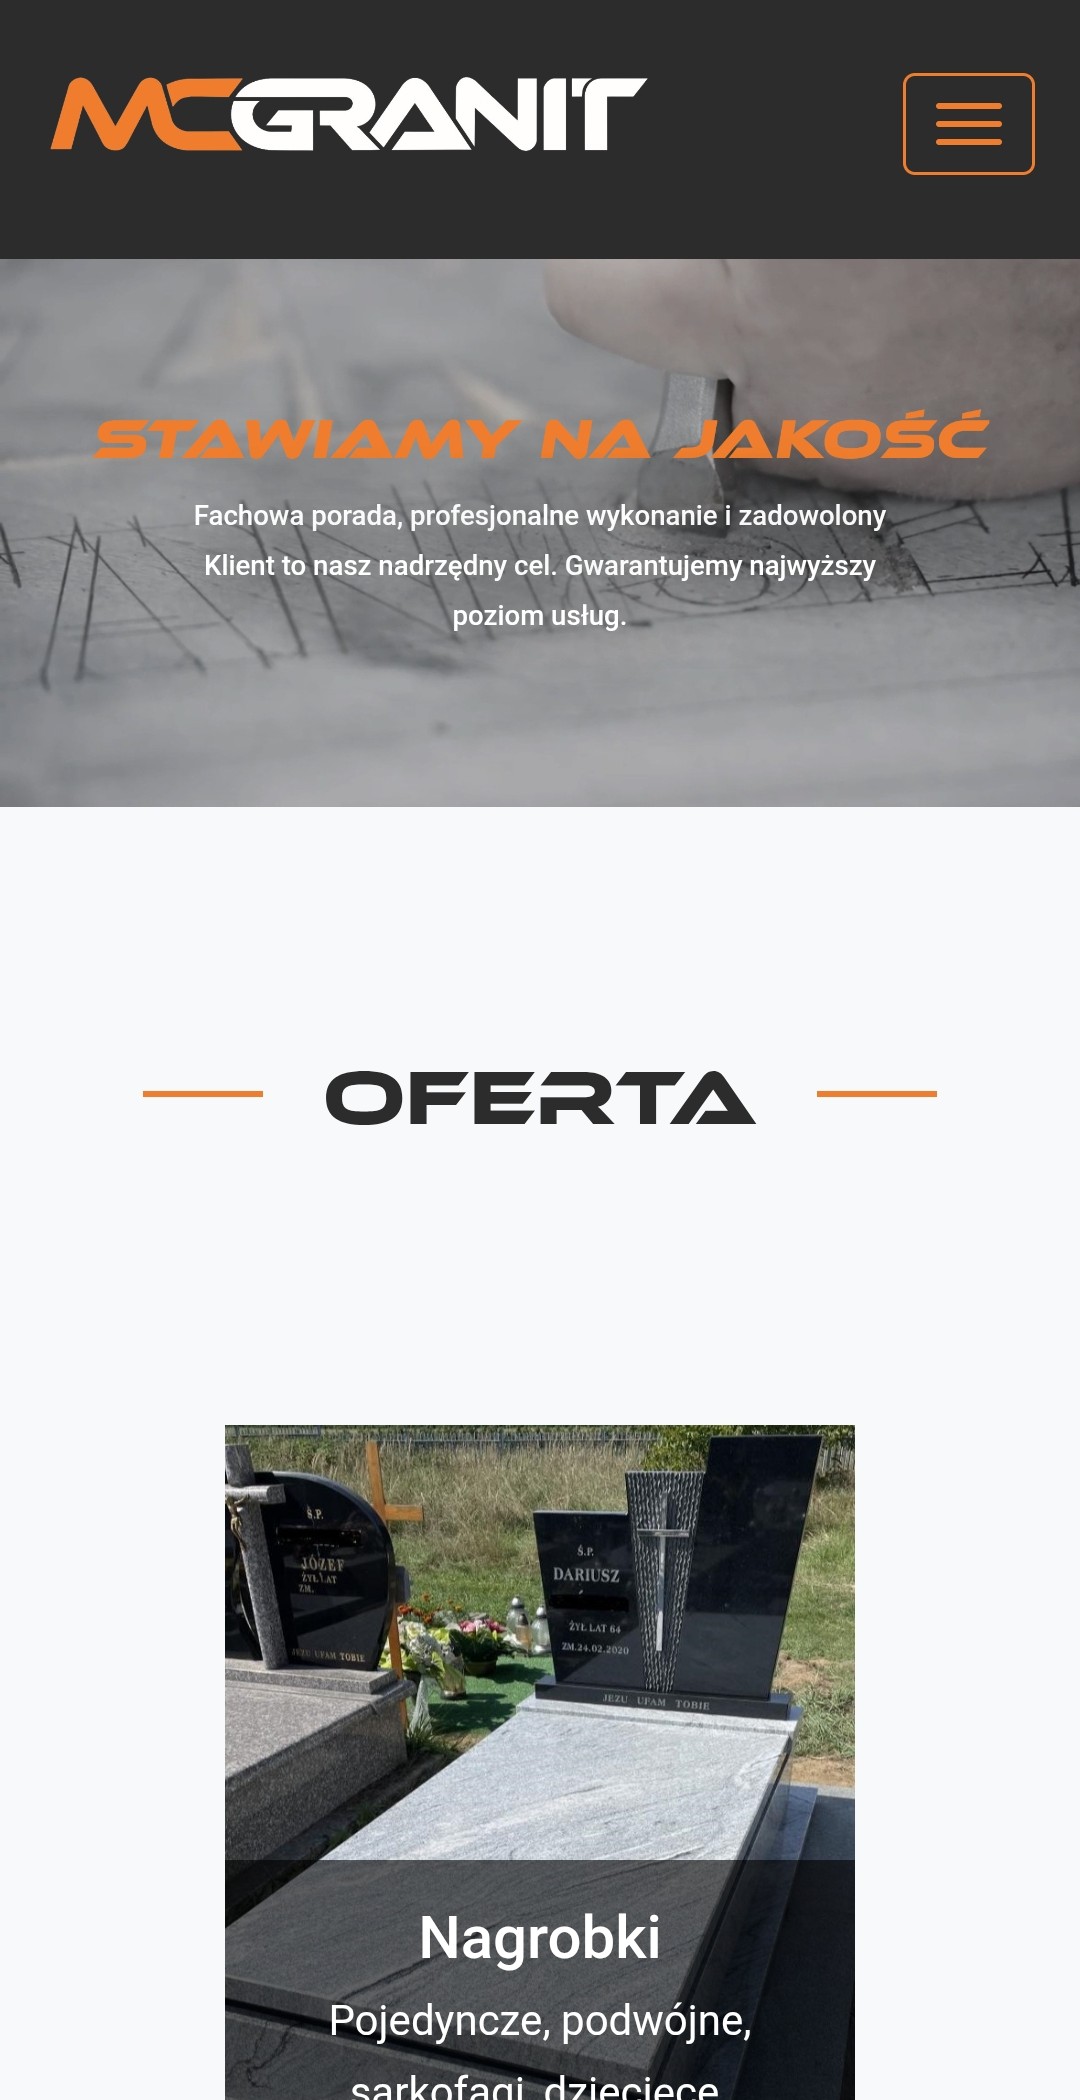 MCGRANIT
STAWIAMY NA JAKOŚĆ
Fachowa porada, profesjonalne wykonanie i zadowolony
Klient to nasz nadrzędny cel. Gwarantujemy najwyższy
poziom usług.
OFERTA
Ś.P.
JÓZEF
ŻYŁ LAT
ZM.
JEZU UFAM TOBIE
Ś.P.
DARIUSZ
ŻYŁ LAT 64
ZM.24.02.2020
JEZU UFAM TOBIE
Nagrobki
Pojedyncze, podwójne,
sarkofagi, dziecięce